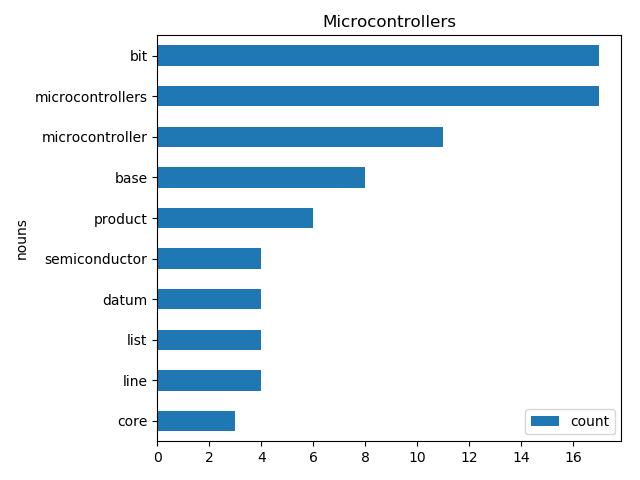 Microcontrollers
bit
microcontrollers
microcontroller
base
product
semiconductor
datum
list
line
core
nouns
count
0 2 4 6 8 10 12 14 16